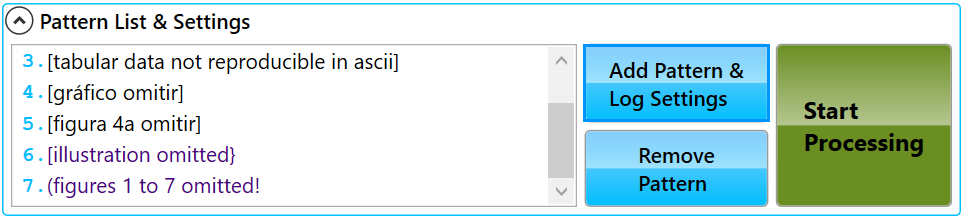 Pattern List & Settings
3. [tabular data not reproducible in ascii]
4. [gráfico omitir]
5. [figura 4a omitir]
6. [illustration omitted}
7. (figures 1 to 7 omitted!
Add Pattern &
Log Settings
Remove
Pattern
Start
Processing